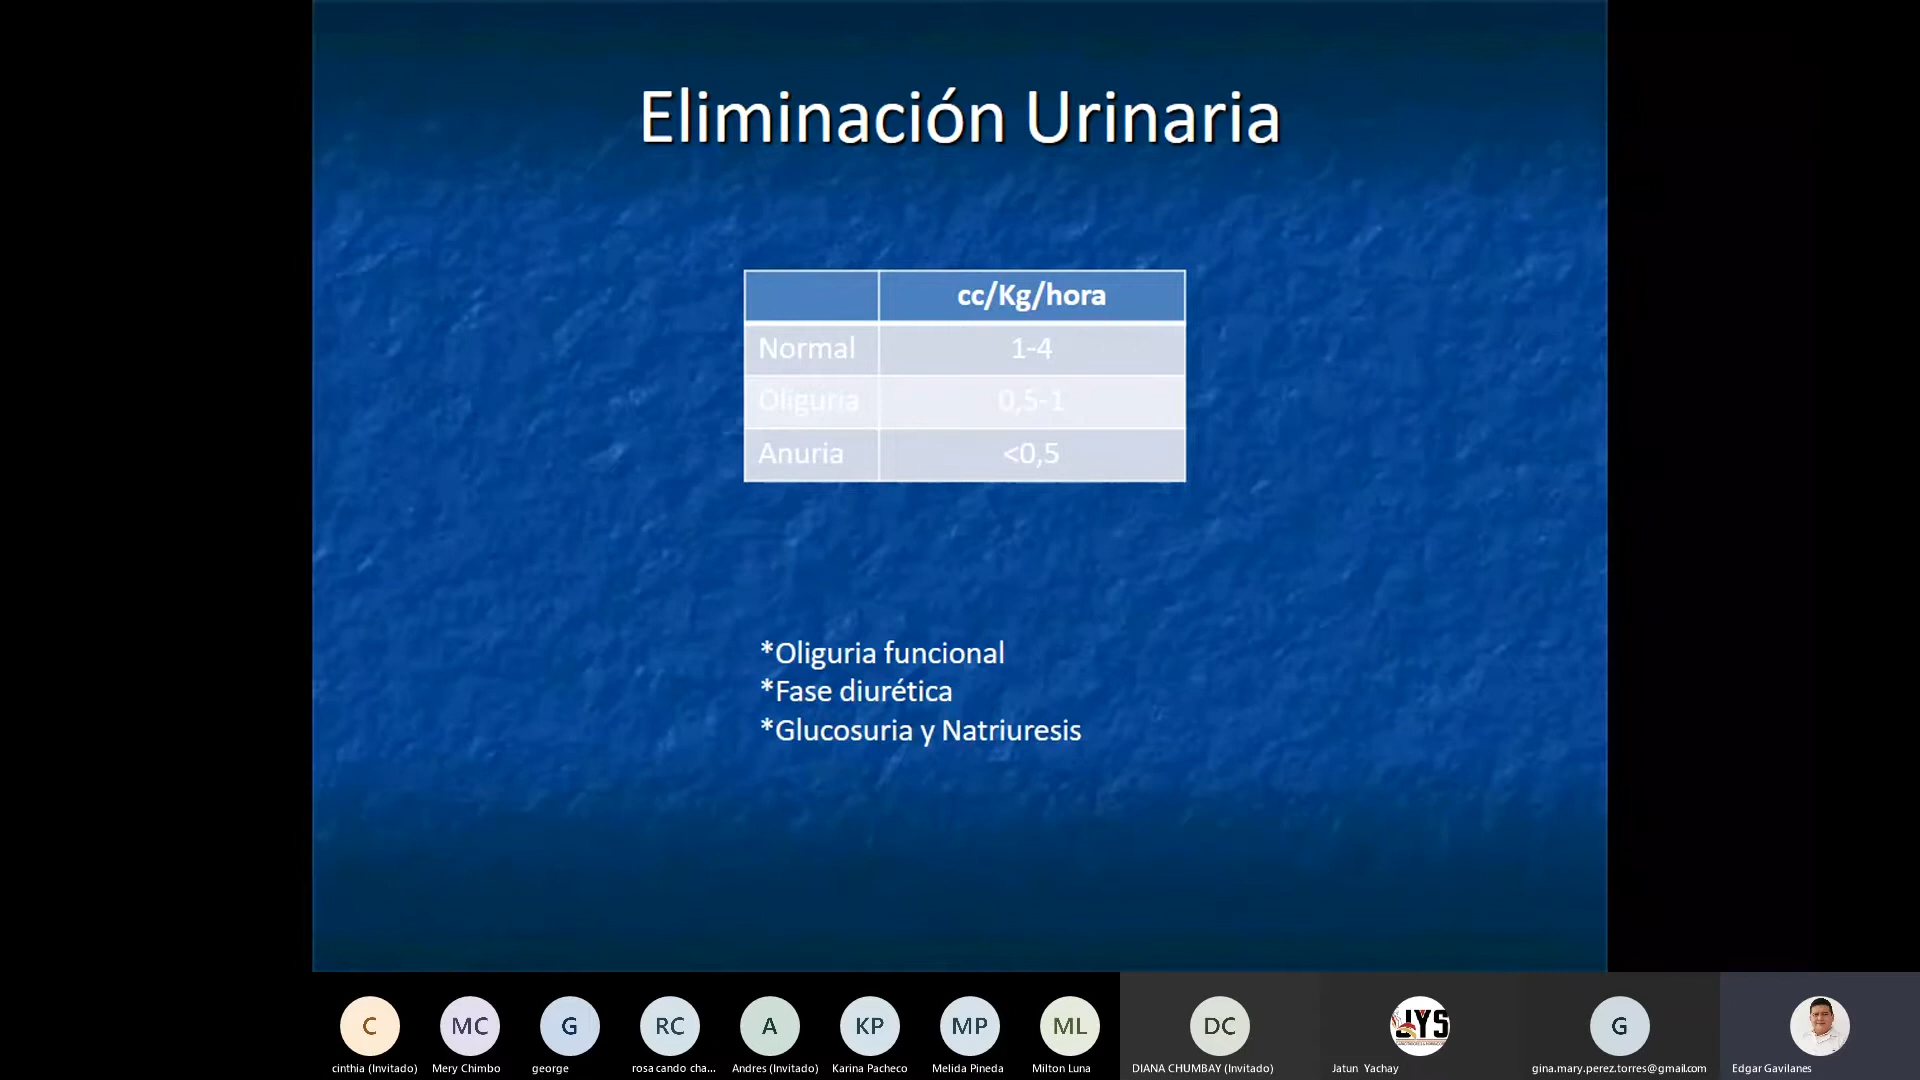 Eliminación Urinaria
cc/Kg/hora
Normal 1-4
Oliguria 0,5-1
Anuria <0,5
*Oliguria funcional
*Fase diurética
*Glucosuria y Natriuresis
C MC G RC A KP MP ML DC JYS G
cinthia (Invitado) Mery Chimbo george rosa cando cha... Andres (Invitado) Karina Pacheco Melida Pineda Milton Luna DIANA CHUMBAY (Invitado) Jatun Yachay gina.mary.perez.torres@gmail.com Edgar Gavilanes